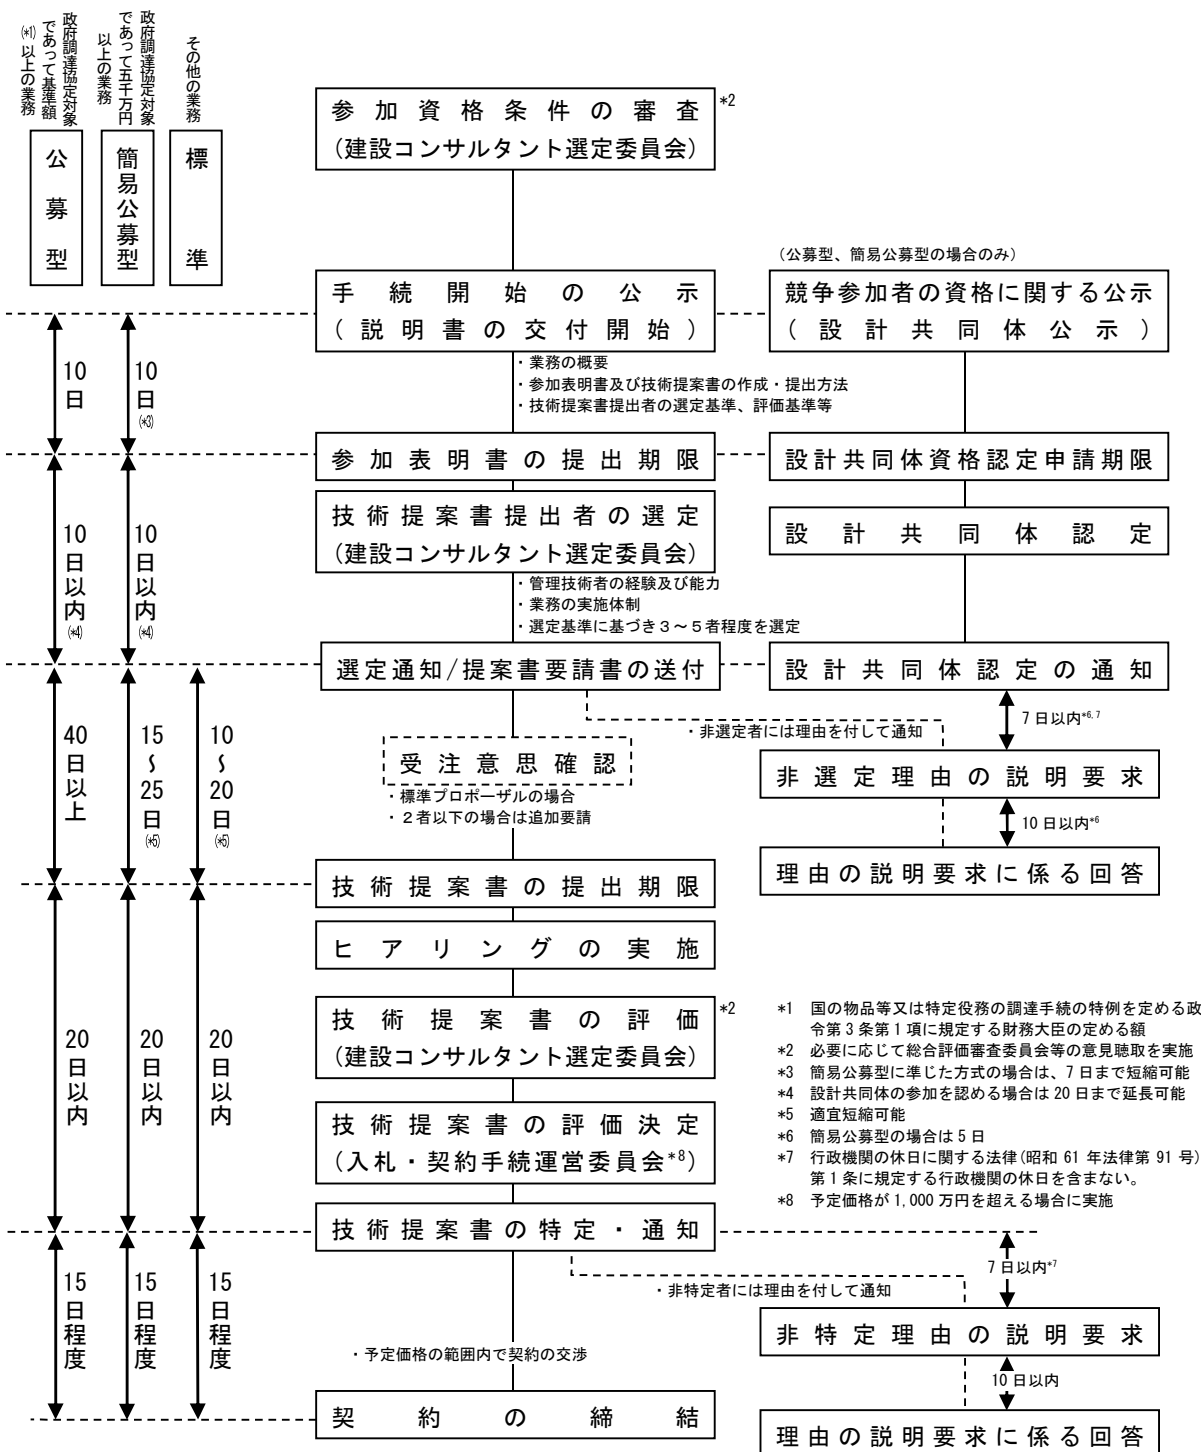 政府調達協定対象
であって基準額
(*1)以上の業務
公募型
政府調達協定対象
であって五千万円
以上の業務
簡易公募型
その他の業務
標準
参加資格条件の審査 *2
(建設コンサルタント選定委員会)
(公募型、簡易公募型の場合のみ)
手続開始の公示
(説明書の交付開始)
競争参加者の資格に関する公示
(設計共同体公示)
10日
10日(*3)
・業務の概要
・参加表明書及び技術提案書の作成・提出方法
・技術提案書提出者の選定基準、評価基準等
参加表明書の提出期限
設計共同体資格認定申請期限
技術提案書提出者の選定
(建設コンサルタント選定委員会)
設計共同体認定
10日以内(*4)
10日以内(*4)
・管理技術者の経験及び能力
・業務の実施体制
・選定基準に基づき3～5者程度を選定
選定通知/提案書要請書の送付
設計共同体認定の通知
7日以内*6,7
・非選定者には理由を付して通知
40日以上
15～25日(*5)
10～20日(*5)
受注意思確認
・標準プロポーザルの場合
・2者以下の場合は追加要請
非選定理由の説明要求
10日以内*6
理由の説明要求に係る回答
技術提案書の提出期限
ヒアリングの実施
技術提案書の評価 *2
(建設コンサルタント選定委員会)
20日以内
20日以内
20日以内
技術提案書の評価決定
(入札・契約手続運営委員会*8)
*1 国の物品等又は特定役務の調達手続の特例を定める政
令第3条第1項に規定する財務大臣の定める額
*2 必要に応じて総合評価審査委員会等の意見聴取を実施
*3 簡易公募型に準じた方式の場合は、7日まで短縮可能
*4 設計共同体の参加を認める場合は20日まで延長可能
*5 適宜短縮可能
*6 簡易公募型の場合は5日
*7 行政機関の休日に関する法律(昭和61年法律第91号)
第1条に規定する行政機関の休日を含まない。
*8 予定価格が1,000万円を超える場合に実施
技術提案書の特定・通知
7日以内*7
・非特定者には理由を付して通知
15日程度
15日程度
15日程度
非特定理由の説明要求
・予定価格の範囲内で契約の交渉
10日以内
契約の締結
理由の説明要求に係る回答